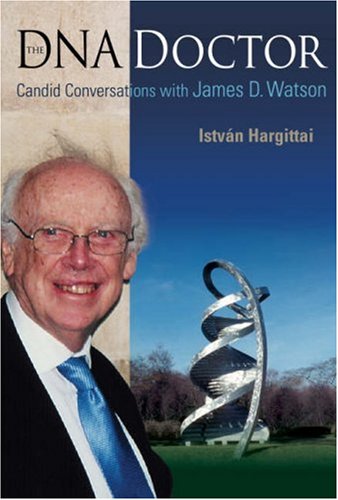 THE DNA DOCTOR
Candid Conversations with James D. Watson
István Hargittai